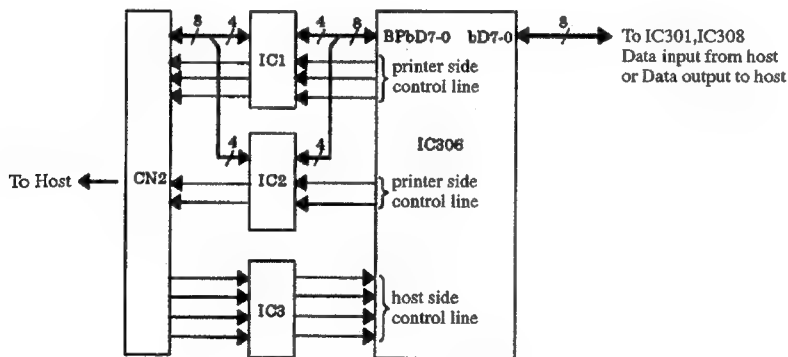 8 4 4 8 BPbD7-0 bD7-0 8 To IC301,IC308
Data input from host
or Data output to host
IC1
printer side
control line
4 4 IC306
To Host CN2 IC2
printer side
control line
IC3
host side
control line